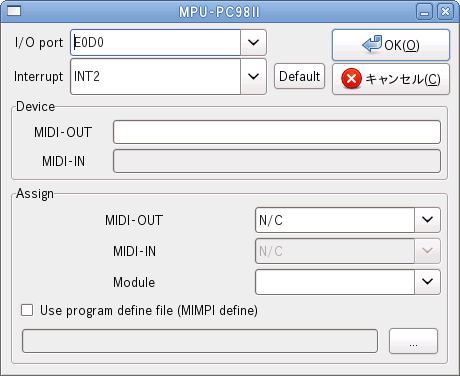 MPU-PC98II
I/O port E0D0 OK(O)
Interrupt INT2 Default キャンセル(C)
Device
MIDI-OUT
MIDI-IN
Assign
MIDI-OUT N/C
MIDI-IN N/C
Module
Use program define file (MIMPI define)
...